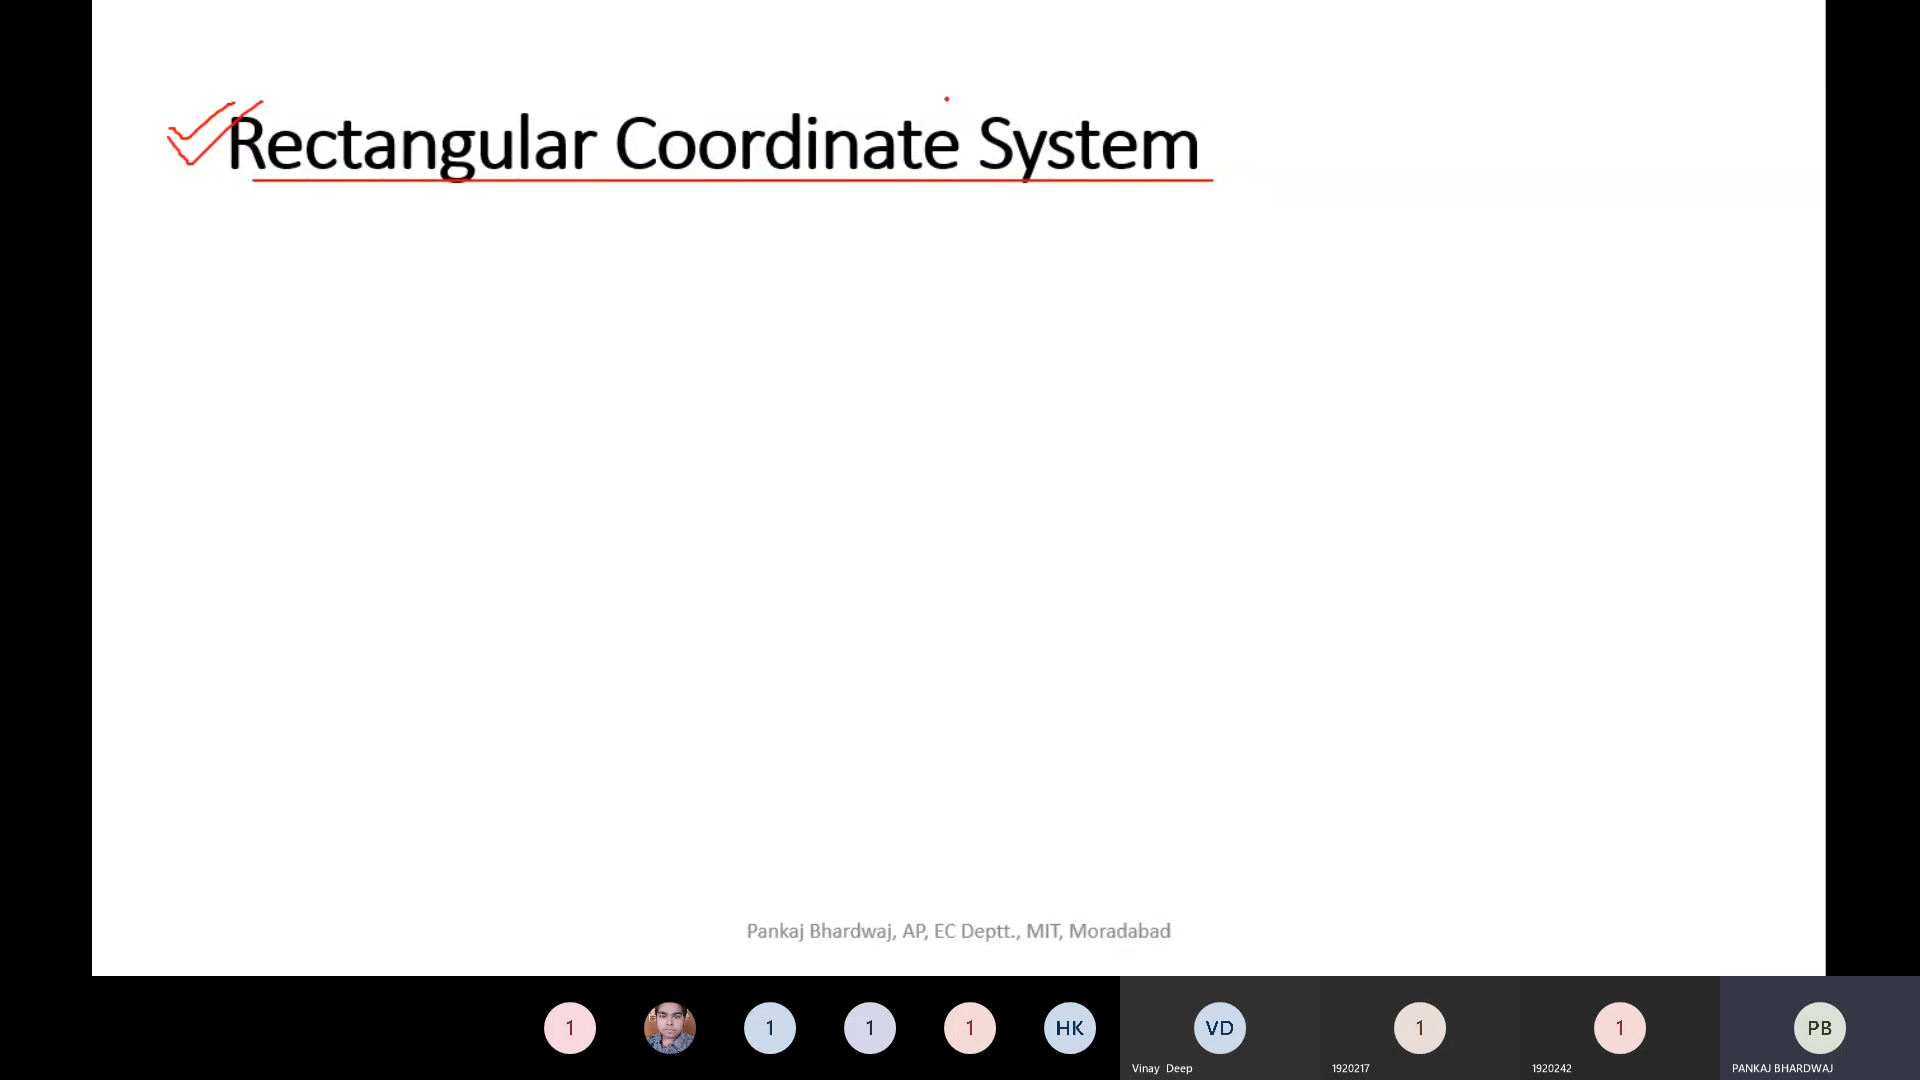 Rectangular Coordinate System
Pankaj Bhardwaj, AP, EC Deptt., MIT, Moradabad
1 1 1 1 HK VD 1 1 PB
Vinay Deep 1920217 1920242 PANKAJ BHARDWAJ